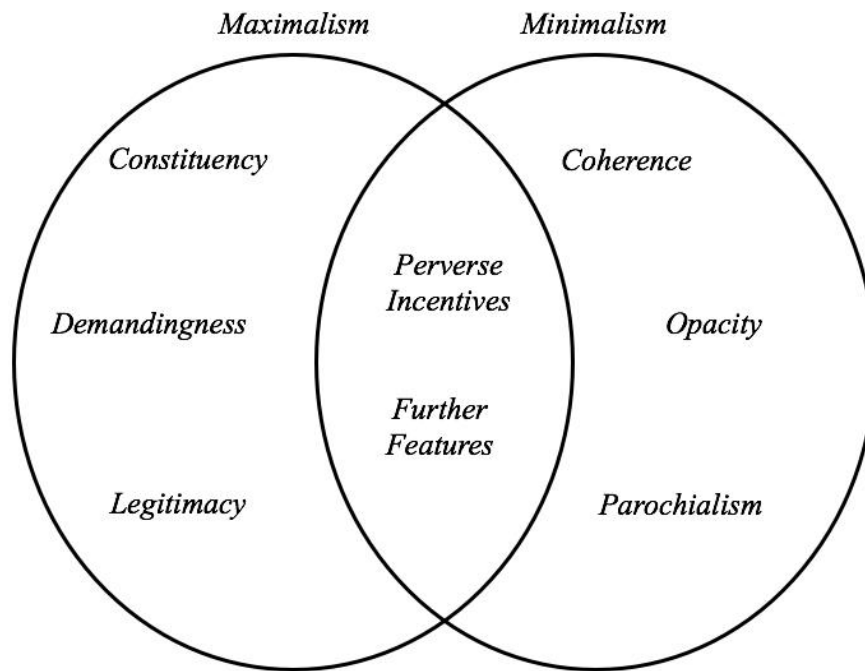 Maximalism
Minimalism
Constituency
Coherence
Perverse
Incentives
Demandingness
Opacity
Further
Features
Legitimacy
Parochialism